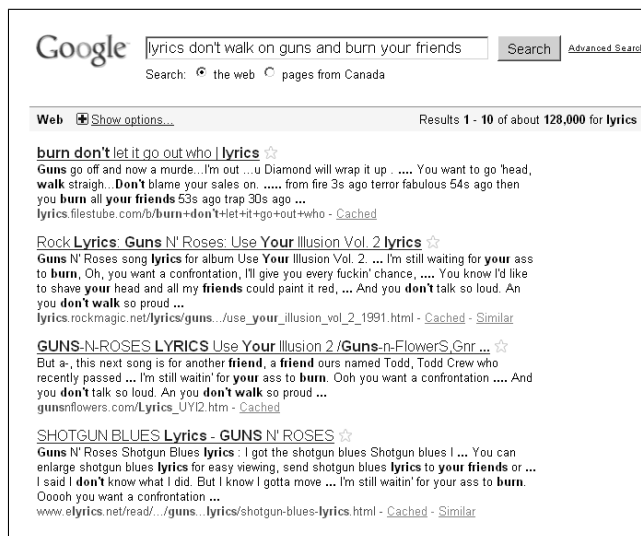 Google lyrics don't walk on guns and burn your friends Search Advanced Search
Search: the web pages from Canada
Web Show options... Results 1 - 10 of about 128,000 for lyrics
burn don't let it go out who | lyrics
Guns go off and now a murde...I'm out ...u Diamond will wrap it up . .... You want to go 'head,
walk straigh...Don't blame your sales on. ..... from fire 3s ago terror fabulous 54s ago then
you burn all your friends 53s ago trap 30s ago ...
lyrics.filestube.com/b/burn+don't+let+it+go+out+who - Cached
Rock Lyrics: Guns N' Roses: Use Your Illusion Vol. 2 lyrics
Guns N' Roses song lyrics for album Use Your Illusion Vol. 2. ... I'm still waiting for your ass
to burn, Oh, you want a confrontation, I'll give you every fuckin' chance, .... You know I'd like
to shave your head and all my friends could paint it red, ... And you don't talk so loud. An
you don't walk so proud ...
lyrics.rockmagic.net/lyrics/guns.../use_your_illusion_vol_2_1991.html - Cached - Similar
GUNS-N-ROSES LYRICS Use Your Illusion 2 /Guns-n-FlowerS,Gnr ...
But a-, this next song is for another friend, a friend ours named Todd, Todd Crew who
recently passed ... I'm still waitin' for your ass to burn. Ooh you want a confrontation .... And
you don't talk so loud. An you don't walk so proud ...
gunsnflowers.com/Lyrics_UYI2.htm - Cached
SHOTGUN BLUES Lyrics - GUNS N' ROSES
Guns N' Roses Shotgun Blues lyrics : I got the shotgun blues Shotgun blues I ... You can
enlarge shotgun blues lyrics for easy viewing, send shotgun blues lyrics to your friends or ...
I said I don't know what I did. But I know I gotta move ... I'm still waitin' for your ass to burn.
Ooooh you want a confrontation ...
www.elyrics.net/read/.../guns...lyrics/shotgun-blues-lyrics.html - Cached - Similar